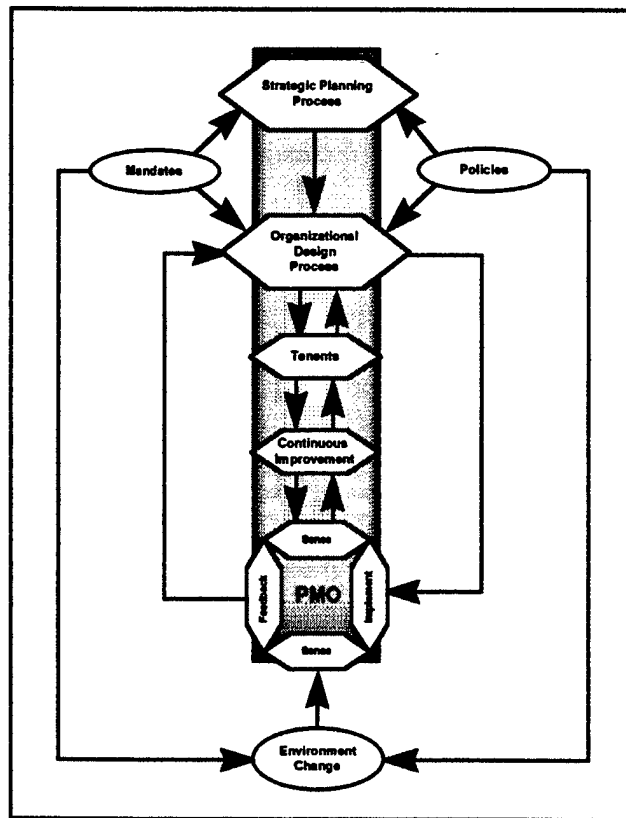 Strategic Planning
Process
Mandates
Policies
Organizational
Design
Process
Tenents
Continuous
Improvement
Sense
Feedback
PMO
Implement
Sense
Environment
Change